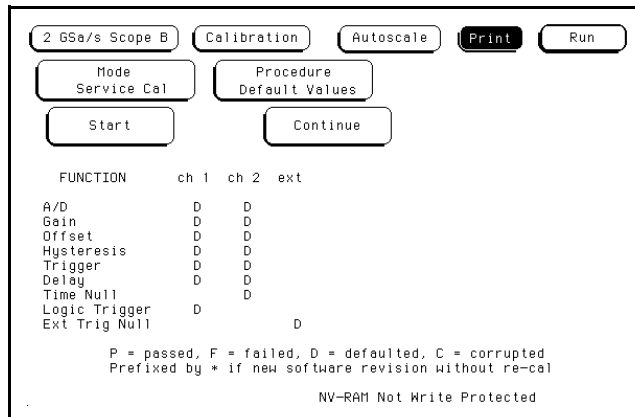 2 GSa/s Scope B Calibration Autoscale Print Run
Mode Service Cal Procedure Default Values
Start Continue
FUNCTION ch 1 ch 2 ext
A/D D D
Gain D D
Offset D D
Hysteresis D D
Trigger D D
Delay D D
Time Null D
Logic Trigger D
Ext Trig Null D
P = passed, F = failed, D = defaulted, C = corrupted
Prefixed by * if new software revision without re-cal
NV-RAM Not Write Protected